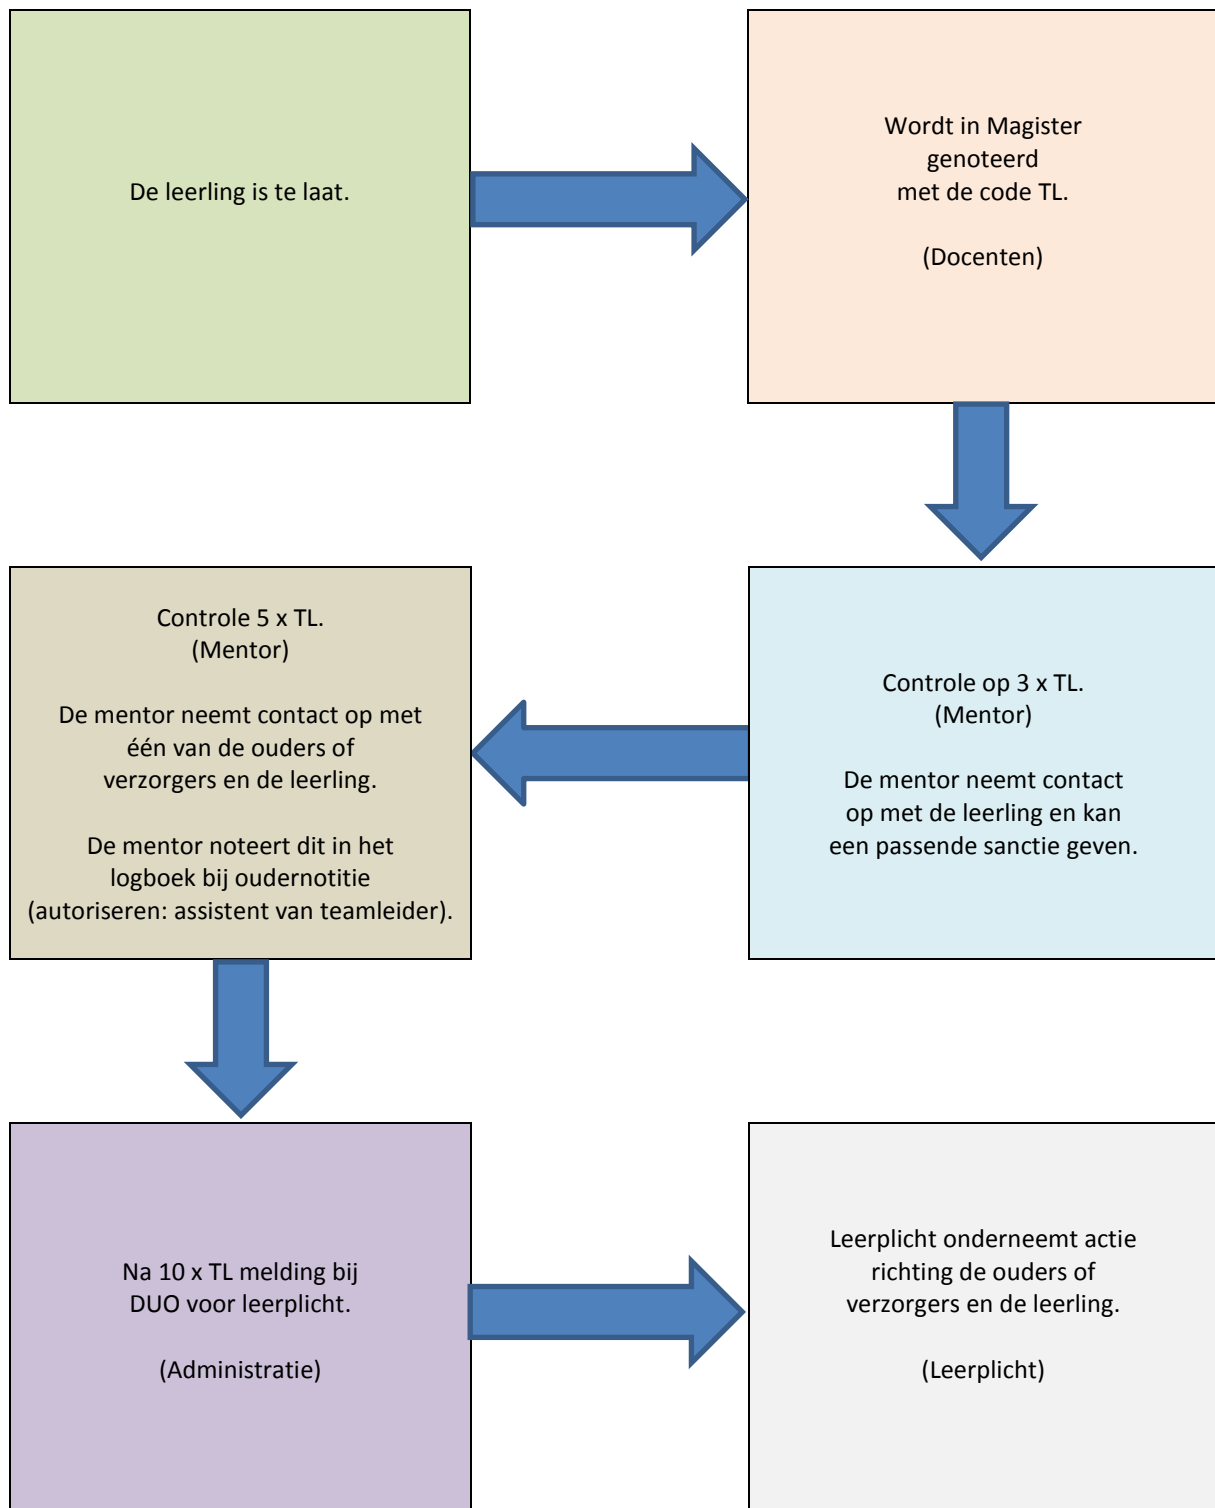 De leerling is te laat.
Wordt in Magister
genoteerd
met de code TL.
(Docenten)
Controle op 3 x TL.
(Mentor)
De mentor neemt contact
op met de leerling en kan
een passende sanctie geven.
Controle 5 x TL.
(Mentor)
De mentor neemt contact op met
één van de ouders of
verzorgers en de leerling.
De mentor noteert dit in het
logboek bij oudernotitie
(autoriseren: assistent van teamleider).
Na 10 x TL melding bij
DUO voor leerplicht.
(Administratie)
Leerplicht onderneemt actie
richting de ouders of
verzorgers en de leerling.
(Leerplicht)